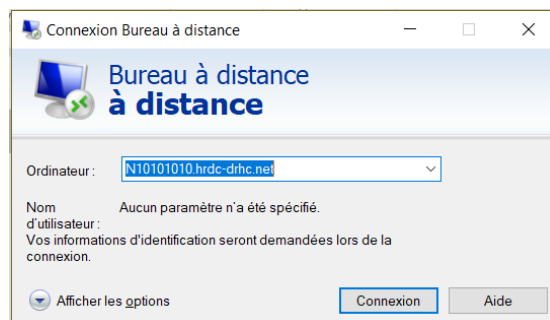 Connexion Bureau à distance
Bureau à distance
à distance
Ordinateur :
N10101010.hrdc-drhc.net
Nom
d'utilisateur :
Aucun paramètre n'a été spécifié.
Vos informations d'identification seront demandées lors de la
connexion.
Afficher les options
Connexion
Aide